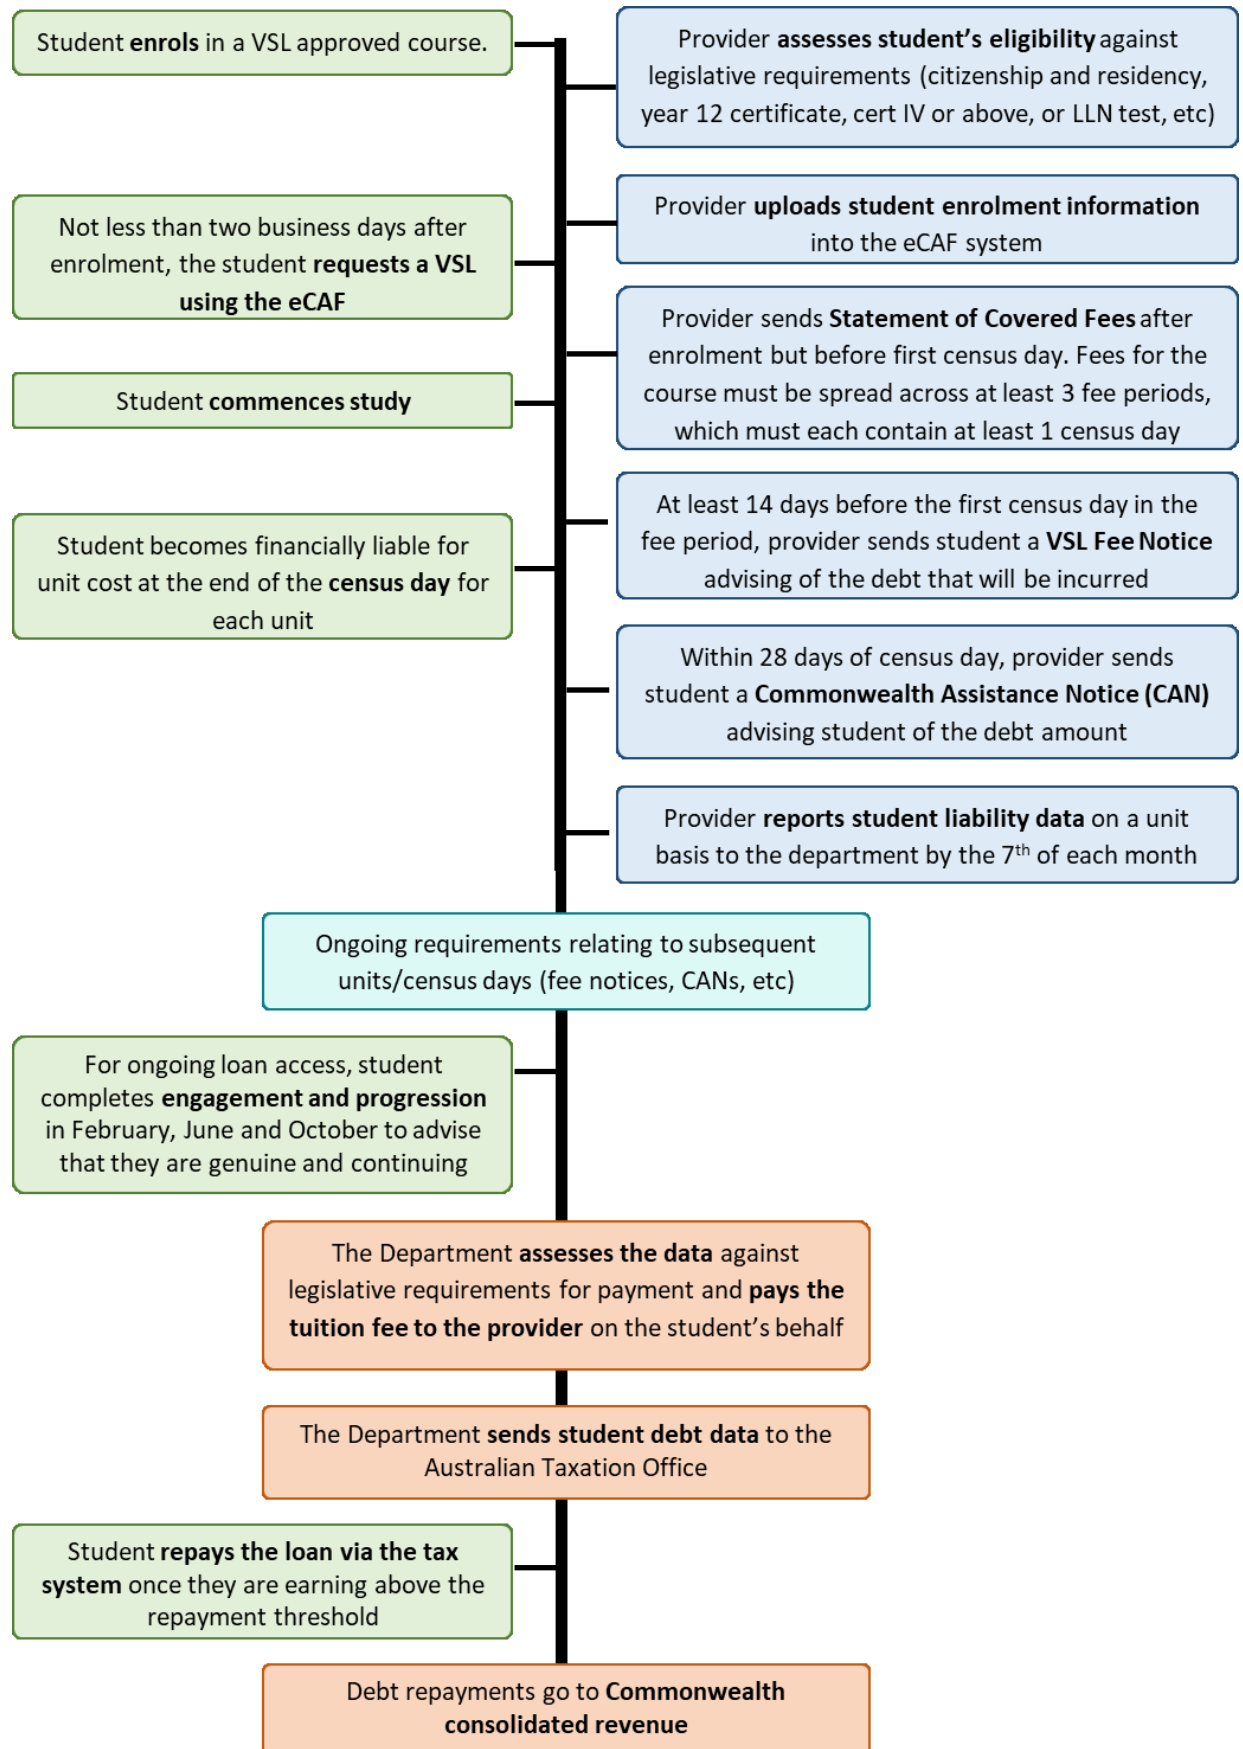 Student enrols in a VSL approved course.
Provider assesses student's eligibility against
legislative requirements (citizenship and residency,
year 12 certificate, cert IV or above, or LLN test, etc)
Provider uploads student enrolment information
into the eCAF system
Not less than two business days after
enrolment, the student requests a VSL
using the eCAF
Provider sends Statement of Covered Fees after
enrolment but before first census day. Fees for the
course must be spread across at least 3 fee periods,
which must each contain at least 1 census day
Student commences study
At least 14 days before the first census day in the
fee period, provider sends student a VSL Fee Notice
advising of the debt that will be incurred
Student becomes financially liable for
unit cost at the end of the census day for
each unit
Within 28 days of census day, provider sends
student a Commonwealth Assistance Notice (CAN)
advising student of the debt amount
Provider reports student liability data on a unit
basis to the department by the 7th of each month
Ongoing requirements relating to subsequent
units/census days (fee notices, CANs, etc)
For ongoing loan access, student
completes engagement and progression
in February, June and October to advise
that they are genuine and continuing
The Department assesses the data against
legislative requirements for payment and pays the
tuition fee to the provider on the student's behalf
The Department sends student debt data to the
Australian Taxation Office
Student repays the loan via the tax
system once they are earning above the
repayment threshold
Debt repayments go to Commonwealth
consolidated revenue